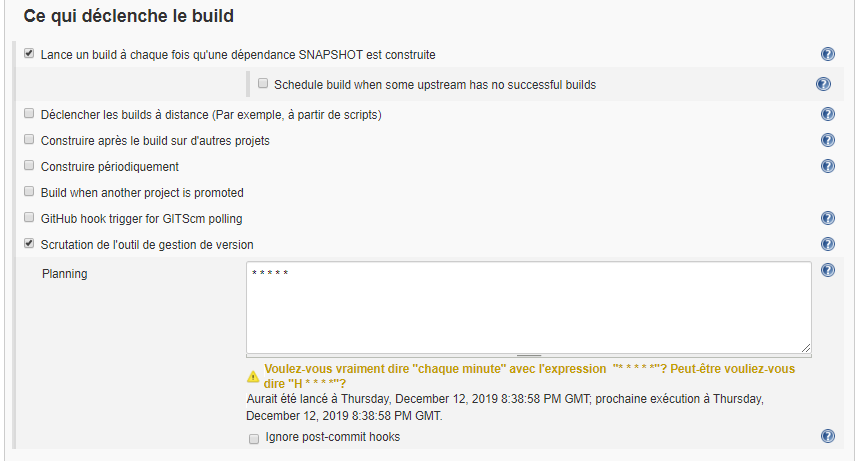 Ce qui déclenche le build
Lance un build à chaque fois qu'une dépendance SNAPSHOT est construite
Schedule build when some upstream has no successful builds
Déclencher les builds à distance (Par exemple, à partir de scripts)
Construire après le build sur d'autres projets
Construire périodiquement
Build when another project is promoted
GitHub hook trigger for GITScm polling
Scrutation de l'outil de gestion de version
Planning
* * * * *
Voulez-vous vraiment dire "chaque minute" avec l'expression "* * * * *"? Peut-être vouliez-vous
dire "H * * * *"?
Aurait été lancé à Thursday, December 12, 2019 8:38:58 PM GMT; prochaine exécution à Thursday,
December 12, 2019 8:38:58 PM GMT.
Ignore post-commit hooks